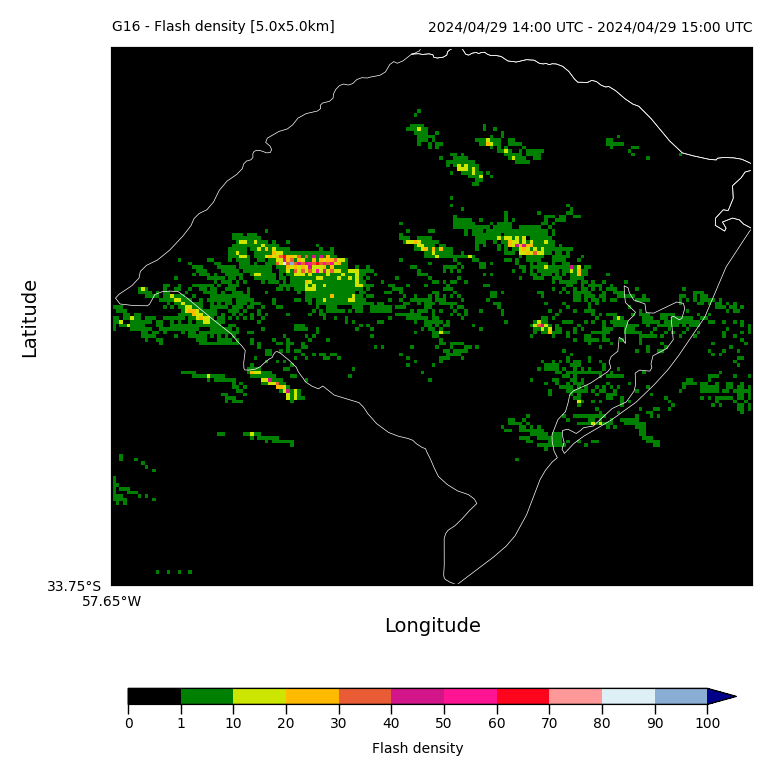 G16 - Flash density [5.0x5.0km]
2024/04/29 14:00 UTC - 2024/04/29 15:00 UTC
Latitude
33.75°S
57.65°W
Longitude
0 1 10 20 30 40 50 60 70 80 90 100
Flash density